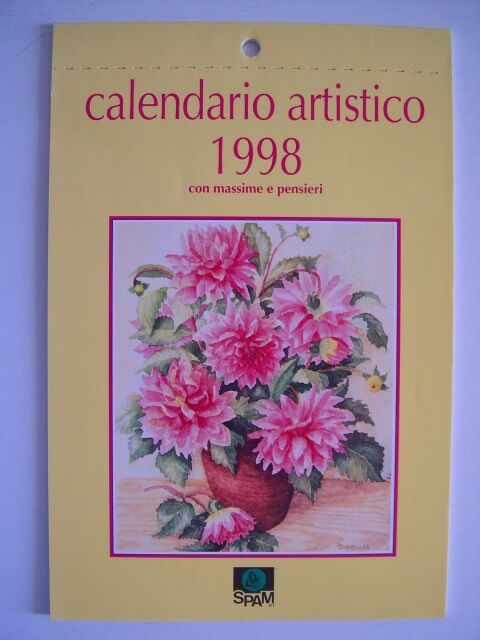 calendario artistico
1998
con massime e pensieri
SPAM